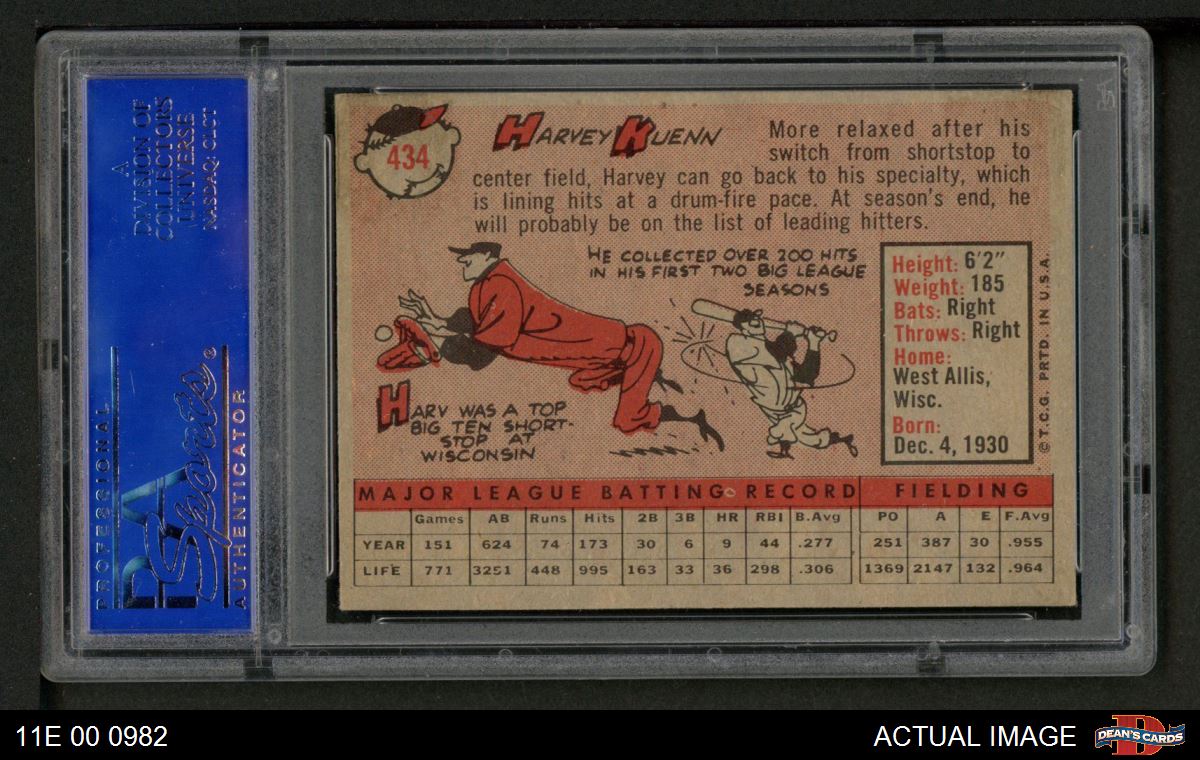 A
DIVISION OF
COLLECTORS
UNIVERSE
NASDAQ: CLCT
PROFESSIONAL
PSA
Sports®
AUTHENTICATOR
434
HARVEY KUENN
More relaxed after his
switch from shortstop to
center field, Harvey can go back to his specialty, which
is lining hits at a drum-fire pace. At season's end, he
will probably be on the list of leading hitters.
HE COLLECTED OVER 200 HITS
IN HIS FIRST TWO BIG LEAGUE
SEASONS
HARV WAS A TOP
BIG TEN SHORT-
STOP AT
WISCONSIN
Height: 6'2"
Weight: 185
Bats: Right
Throws: Right
Home:
West Allis,
Wisc.
Born:
Dec. 4, 1930
©T.C.G. PRTD. IN U.S.A.
MAJOR LEAGUE BATTING RECORD FIELDING
Games AB Runs Hits 2B 3B HR RBI B.Avg PO A E F.Avg
YEAR 151 624 74 173 30 6 9 44 .277 251 387 30 .955
LIFE 771 3251 448 995 163 33 36 298 .306 1369 2147 132 .964
11E 00 0982
ACTUAL IMAGE
D
DEAN'S CARDS